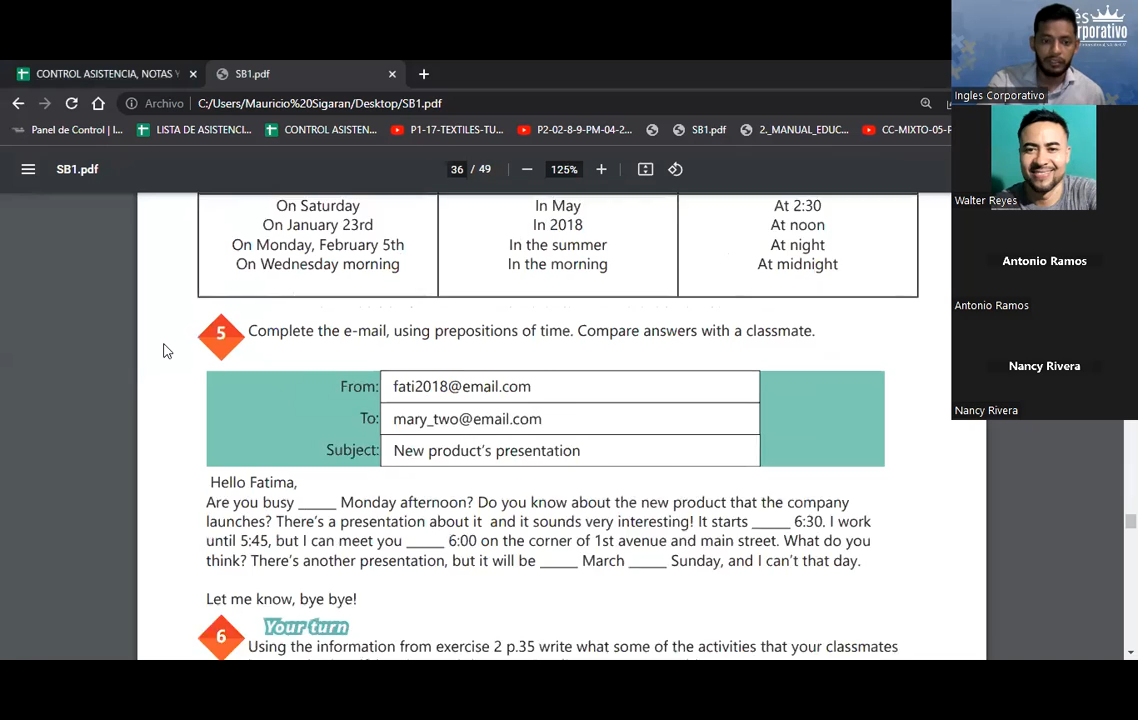 CONTROL ASISTENCIA, NOTAS Y
SB1.pdf
Archivo
C:/Users/Mauricio%20Sigaran/Desktop/SB1.pdf
Panel de Control | I...
LISTA DE ASISTENCI...
CONTROL ASISTEN...
P1-17-TEXTILES-TU...
P2-02-8-9-PM-04-2...
SB1.pdf
2._MANUAL_EDUC...
CC-MIXTO-05-P
SB1.pdf
36 / 49
125%
On Saturday
In May
At 2:30
On January 23rd
In 2018
At noon
On Monday, February 5th
In the summer
At night
On Wednesday morning
In the morning
At midnight
5
Complete the e-mail, using prepositions of time. Compare answers with a classmate.
From:
fati2018@email.com
To:
mary_two@email.com
Subject:
New product's presentation
Hello Fatima,
Are you busy _____ Monday afternoon? Do you know about the new product that the company
launches? There's a presentation about it and it sounds very interesting! It starts _____ 6:30. I work
until 5:45, but I can meet you _____ 6:00 on the corner of 1st avenue and main street. What do you
think? There's another presentation, but it will be _____ March _____ Sunday, and I can't that day.
Let me know, bye bye!
6
Your turn
Using the information from exercise 2 p.35 write what some of the activities that your classmates
és
rporativo
Ingles Corporativo
Walter Reyes
Antonio Ramos
Antonio Ramos
Nancy Rivera
Nancy Rivera